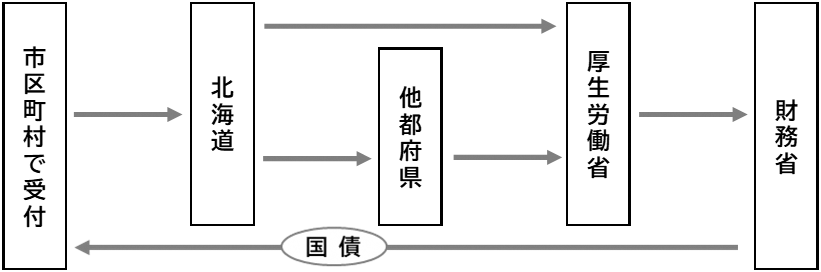 市区町村で受付
北海道
他都府県
厚生労働省
財務省
国債